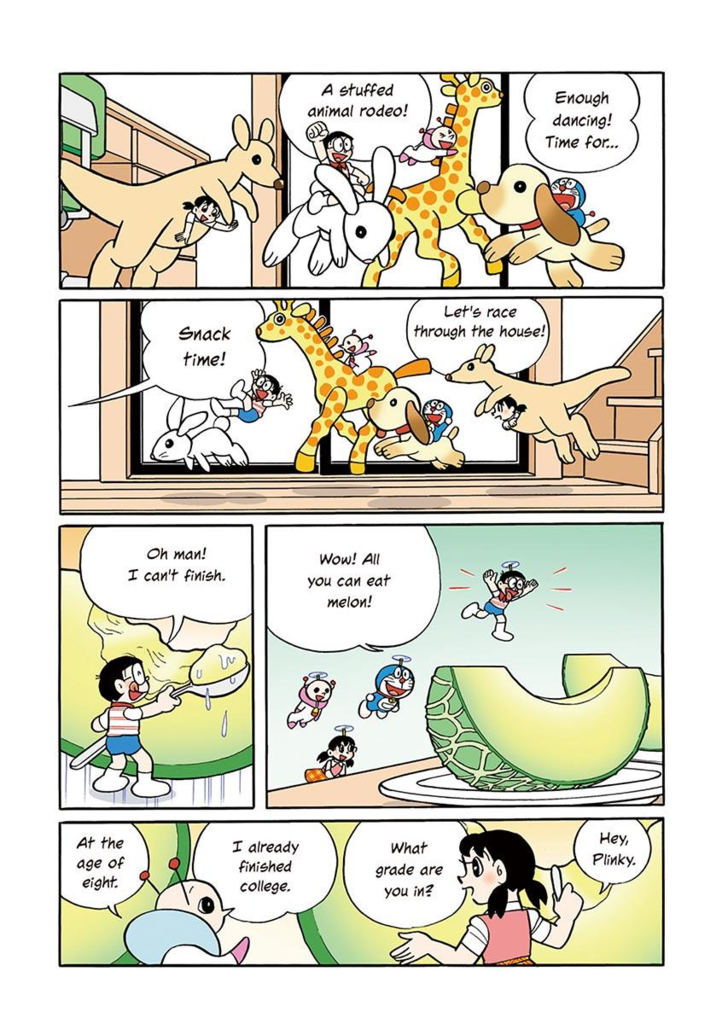 Enough
dancing!
Time for...
A stuffed
animal rodeo!
Let's race
through the house!
Snack
time!
Wow! All
you can eat
melon!
Oh man!
I can't finish.
Hey,
Plinky.
What
grade are
you in?
I already
finished
college.
At the
age of
eight.